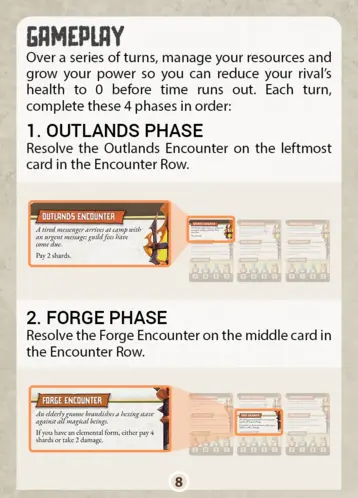 GAMEPLAY
Over a series of turns, manage your resources and
grow your power so you can reduce your rival's
health to 0 before time runs out. Each turn,
complete these 4 phases in order:
1. OUTLANDS PHASE
Resolve the Outlands Encounter on the leftmost
card in the Encounter Row.
OUTLANDS ENCOUNTER
A tired messenger arrives at camp with
an urgent message: guild fees have
come due.
Pay 2 shards.
2. FORGE PHASE
Resolve the Forge Encounter on the middle card in
the Encounter Row.
FORGE ENCOUNTER
An elderly gnome brandishes a hexing stave
against all magical beings.
If you have an elemental form, either pay 4
shards or take 2 damage.
8